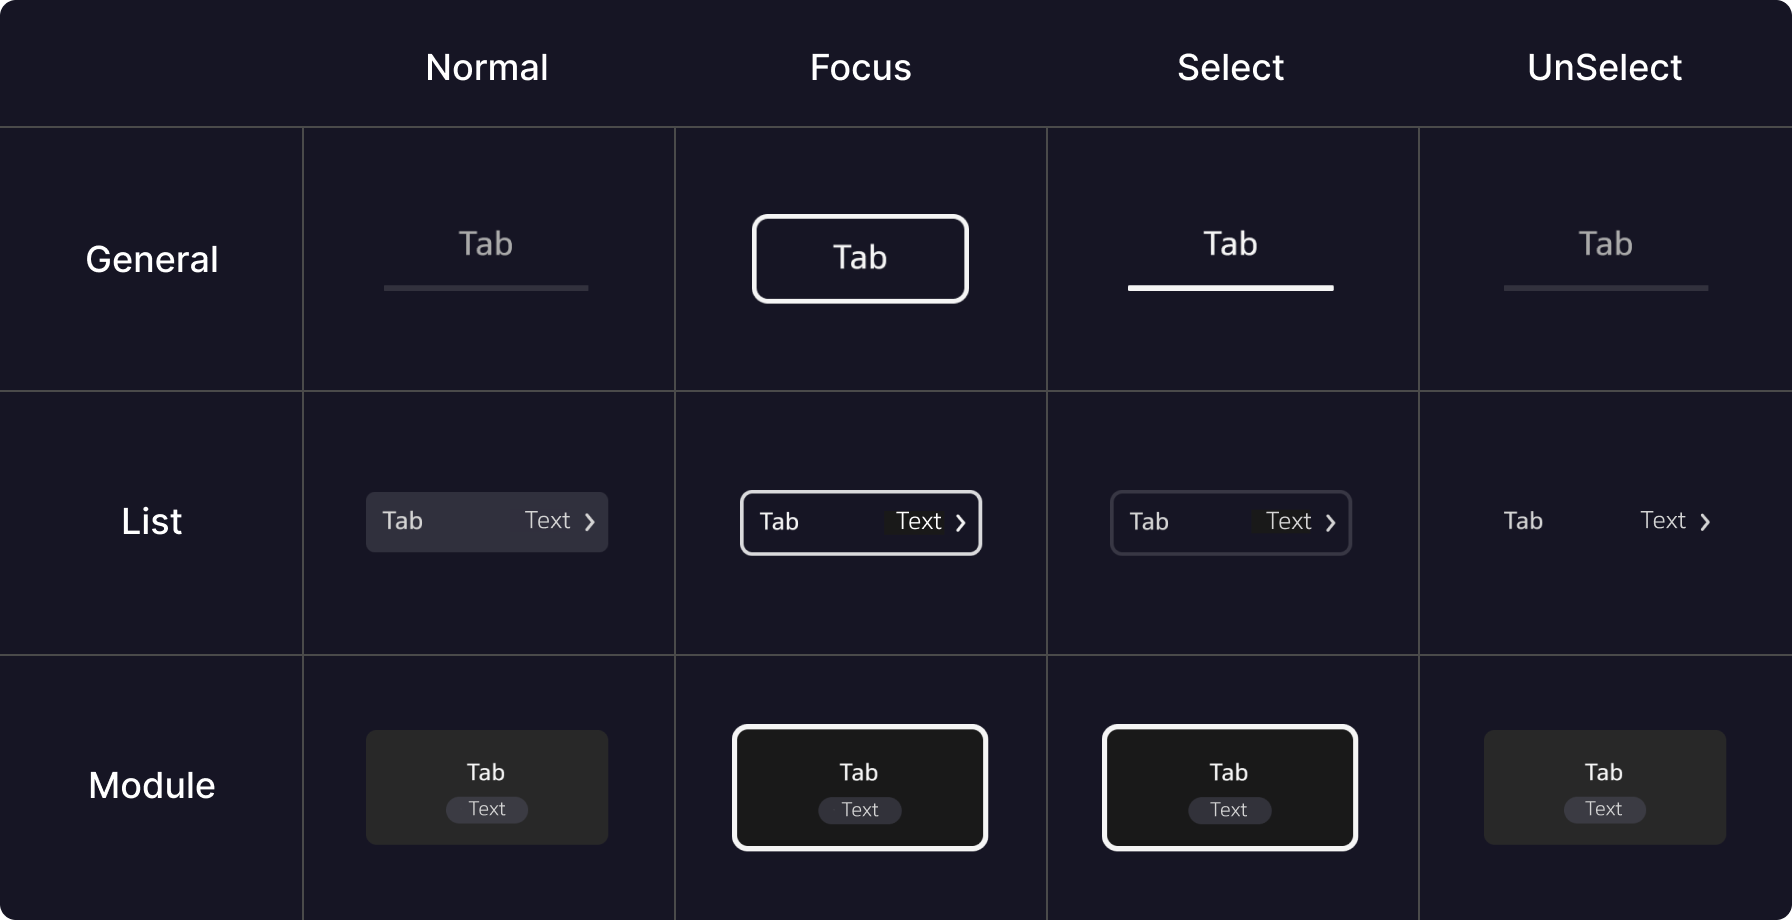 Normal Focus Select UnSelect
General Tab Tab Tab Tab
List Tab Text Tab Text Tab Text Tab Text
Module Tab Tab Tab Tab
Text Text Text Text